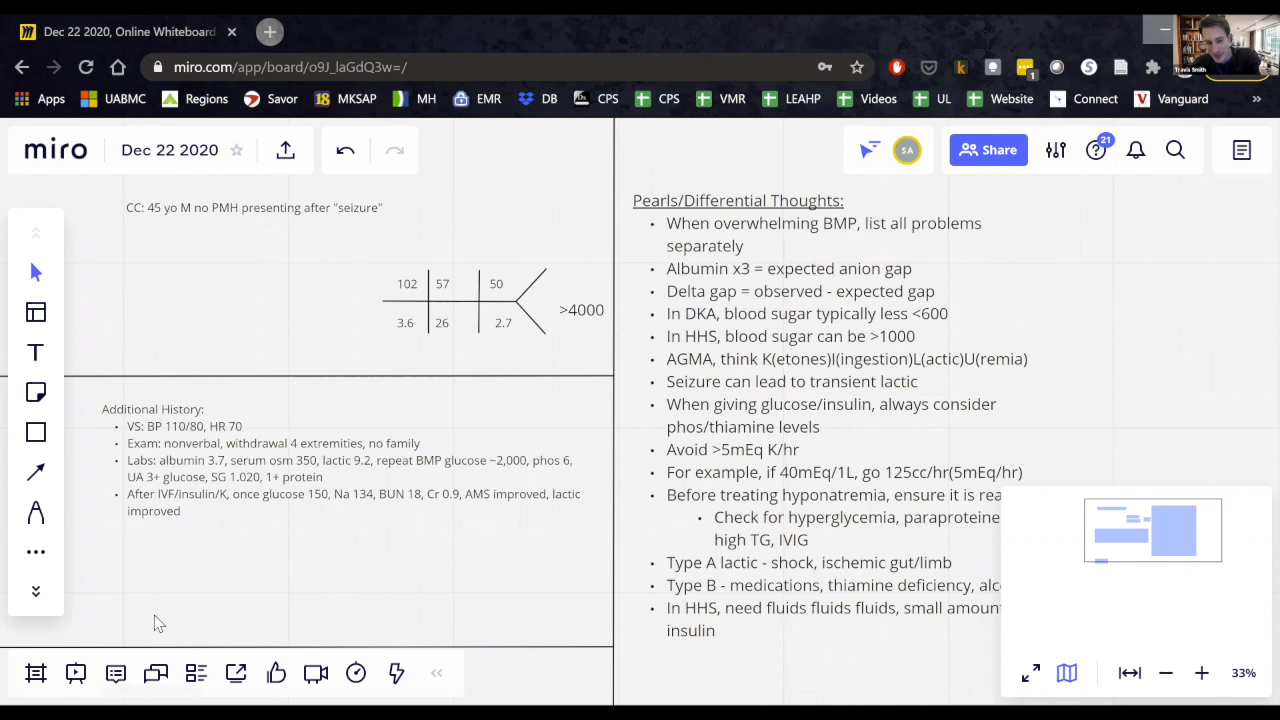 Dec 22 2020, Online Whiteboard
miro.com/app/board/o9J_laGdQ3w=/
1
Travis Smith
Apps
UABMC
Regions
Savor
18
MKSAP
MH
EMR
DB
CPS
CPS
VMR
LEAHP
Videos
UL
Website
Connect
Vanguard
»
miro
Dec 22 2020
SA
Share
21
CC: 45 yo M no PMH presenting after "seizure"
102
57
50
>4000
3.6
26
2.7
Additional History:
• VS: BP 110/80, HR 70
• Exam: nonverbal, withdrawal 4 extremities, no family
• Labs: albumin 3.7, serum osm 350, lactic 9.2, repeat BMP glucose ~2,000, phos 6,
UA 3+ glucose, SG 1.020, 1+ protein
• After IVF/insulin/K, once glucose 150, Na 134, BUN 18, Cr 0.9, AMS improved, lactic
improved
Pearls/Differential Thoughts:
• When overwhelming BMP, list all problems
separately
• Albumin x3 = expected anion gap
• Delta gap = observed - expected gap
• In DKA, blood sugar typically less <600
• In HHS, blood sugar can be >1000
• AGMA, think K(etones)I(ingestion)L(actic)U(remia)
• Seizure can lead to transient lactic
• When giving glucose/insulin, always consider
phos/thiamine levels
• Avoid >5mEq K/hr
• For example, if 40mEq/1L, go 125cc/hr(5mEq/hr)
• Before treating hyponatremia, ensure it is rea
• Check for hyperglycemia, paraproteine
high TG, IVIG
• Type A lactic - shock, ischemic gut/limb
• Type B - medications, thiamine deficiency, alc
• In HHS, need fluids fluids fluids, small amoun
insulin
33%